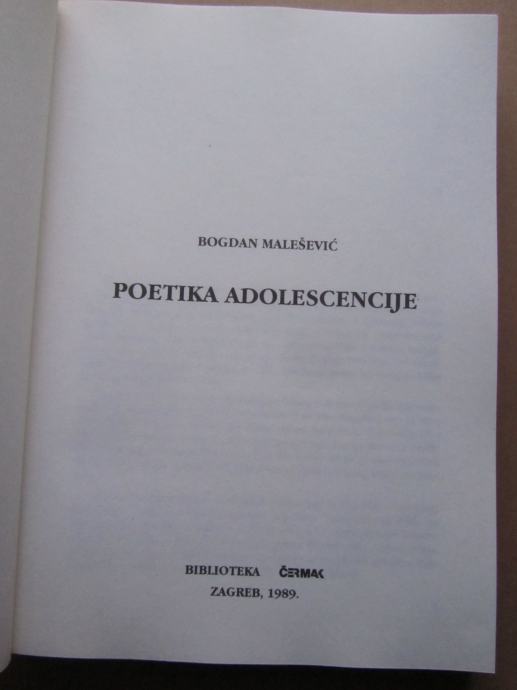 BOGDAN MALEŠEVIĆ
POETIKA ADOLESCENCIJE
BIBLIOTEKA ČERMAK
ZAGREB, 1989.